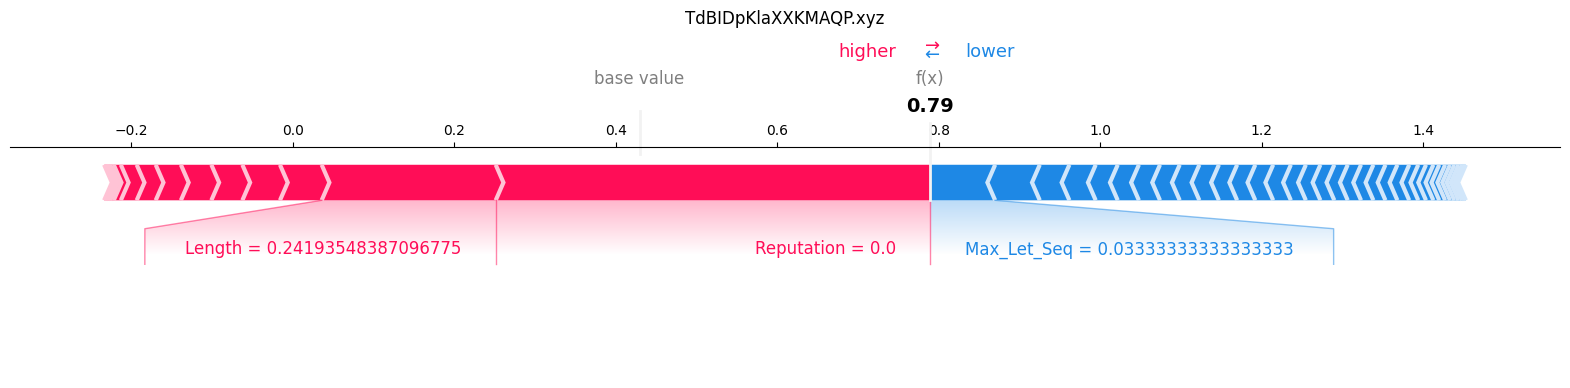 TdBIDpKlaXXKMAQP.xyz
higher ⇄ lower
base value f(x)
0.79
−0.2 0.0 0.2 0.4 0.6 0.8 1.0 1.2 1.4
Length = 0.24193548387096775 Reputation = 0.0 Max_Let_Seq = 0.03333333333333333